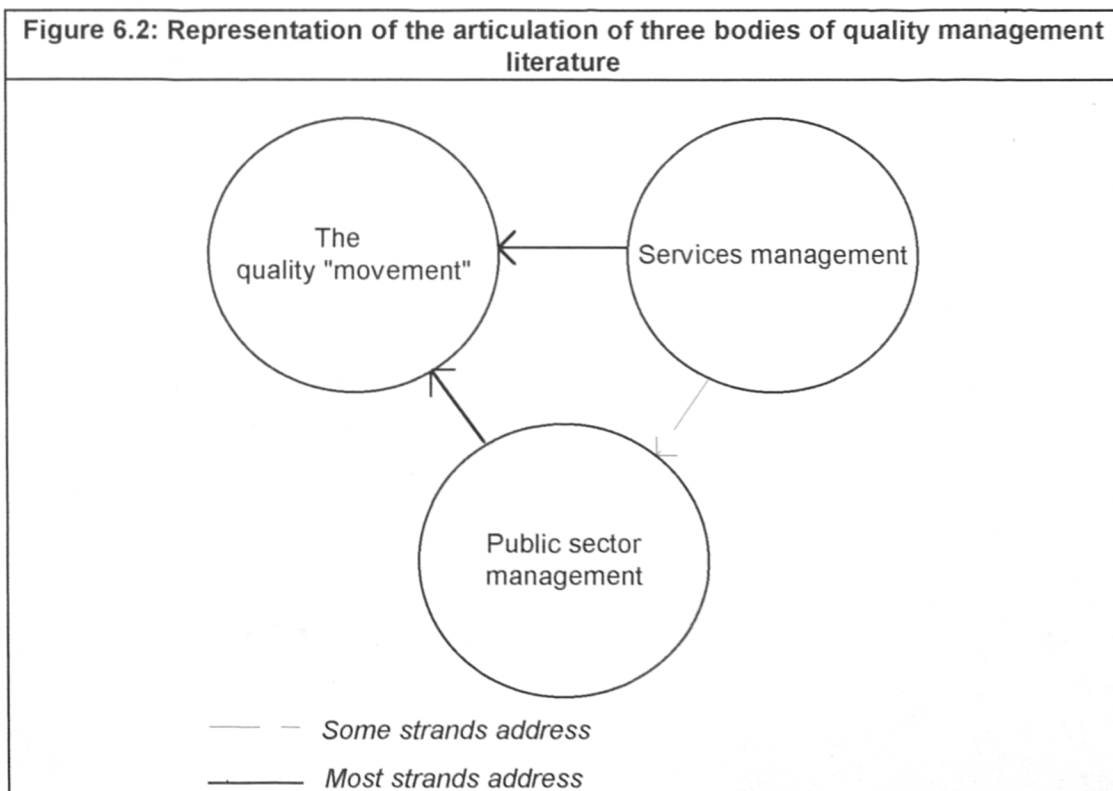 Figure 6.2: Representation of the articulation of three bodies of quality management
literature
The
quality "movement"
Services management
Public sector
management
Some strands address
Most strands address